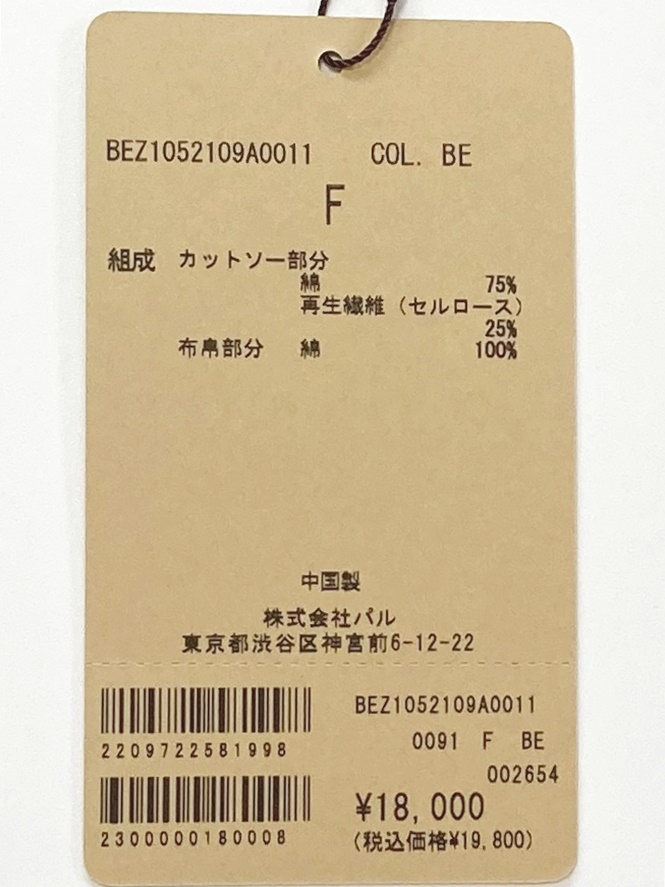 BEZ1052109A0011 COL. BE
F
組成 カットソー部分
綿 75%
再生繊維（セルロース）
25%
布帛部分 綿 100%
中国製
株式会社パル
東京都渋谷区神宮前6-12-22
BEZ1052109A0011
2209722581998
0091 F BE
002654
2300000180008
¥18,000
(税込価格¥19,800)